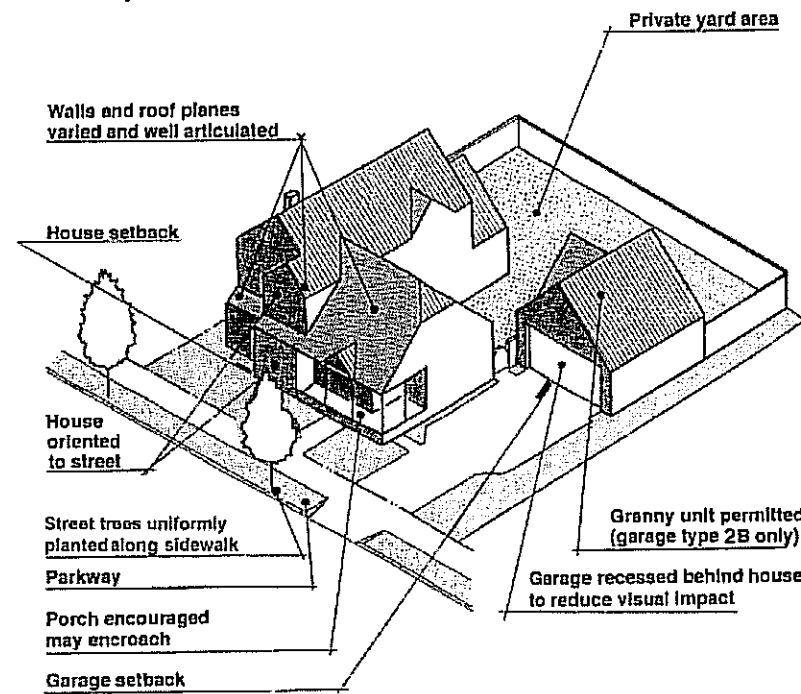 Private yard area
Walls and roof planes
varied and well articulated
House setback
House
oriented
to street
Street trees uniformly
planted along sidewalk
Parkway
Porch encouraged
may encroach
Garage setback
Granny unit permitted
(garage type 2B only)
Garage recessed behind house
to reduce visual impact